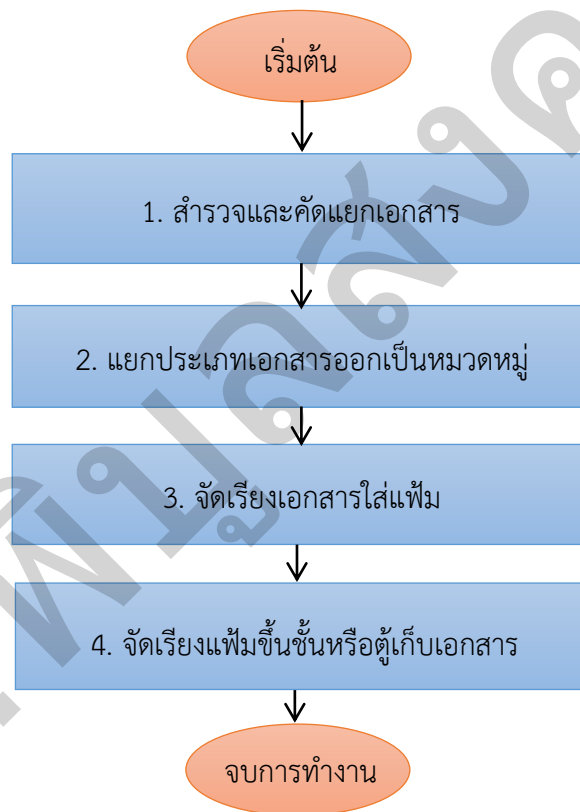 เริ่มต้น
1. สำรวจและคัดแยกเอกสาร
2. แยกประเภทเอกสารออกเป็นหมวดหมู่
3. จัดเรียงเอกสารใส่แฟ้ม
4. จัดเรียงแฟ้มขึ้นชั้นหรือตู้เก็บเอกสาร
จบการทำงาน